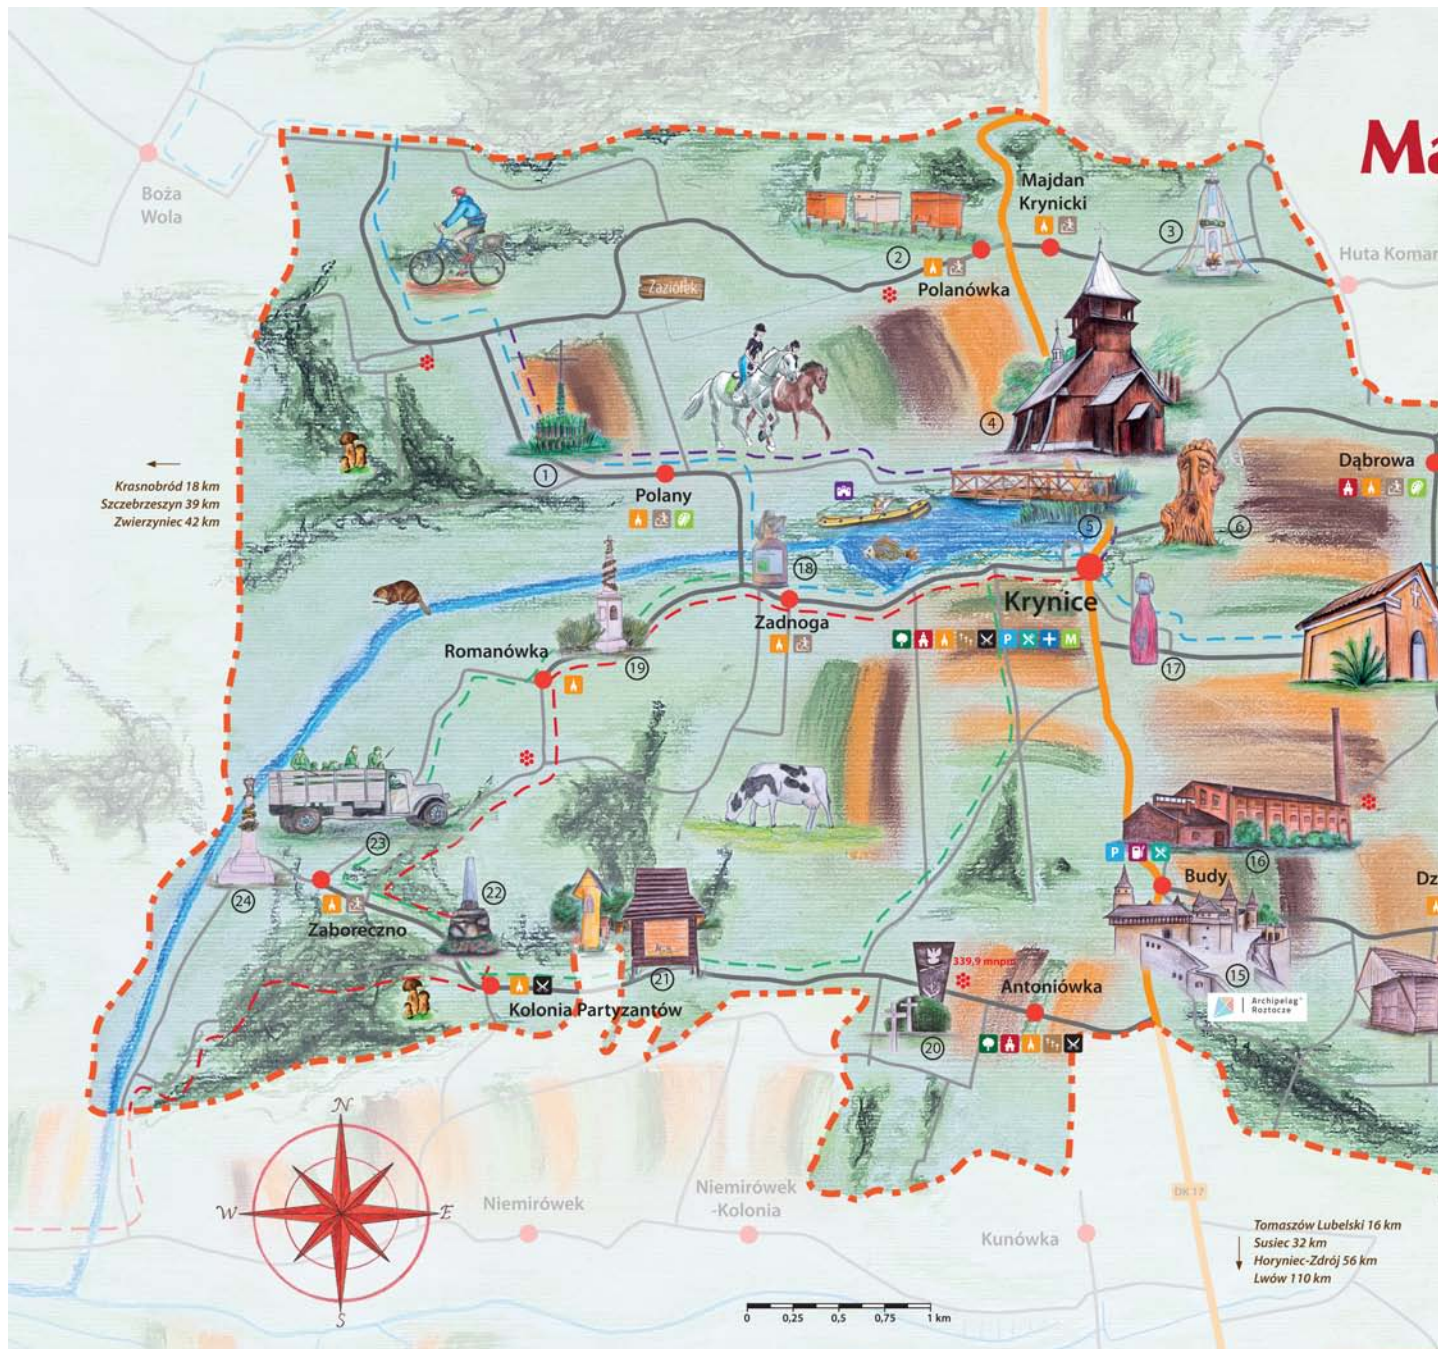 Ma
Boża
Wola
Majdan
Krynicki
3
2
Polanówka
Huta Komar
Zaziółek
4
Krasnobród 18 km
Szczebrzeszyn 39 km
Zwierzyniec 42 km
1
Polany
Dąbrowa
5
6
18
Krynice
Zadnoga
P
M
Romanówka
19
17
23
16
P
24
22
Budy
Dz
Zaboreczno
21
339,9 mnpm
15
Kolonia Partyzantów
Antoniówka
Archipelag
Roztocze
20
N
W
E
S
Niemirówek
Niemirówek
-Kolonia
Kunówka
DK 17
Tomaszów Lubelski 16 km
Susiec 32 km
Horyniec-Zdrój 56 km
Lwów 110 km
0 0,25 0,5 0,75 1 km